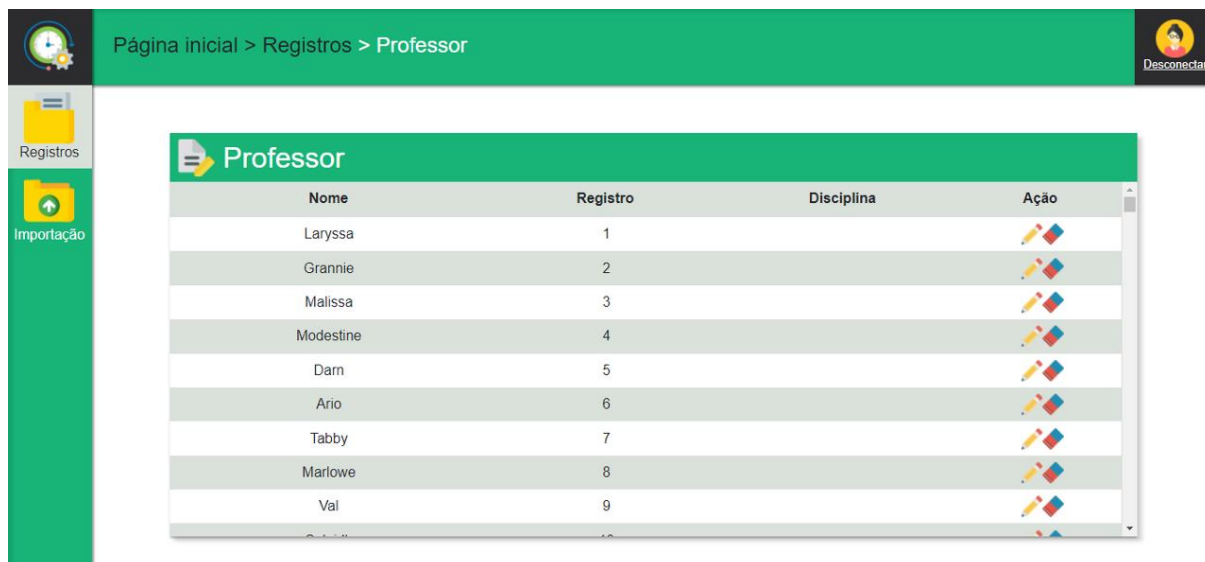 Página inicial > Registros > Professor
Desconectar
Registros
Importação
Professor
Nome Registro Disciplina Ação
Laryssa 1
Grannie 2
Malissa 3
Modestine 4
Darn 5
Ario 6
Tabby 7
Marlowe 8
Val 9